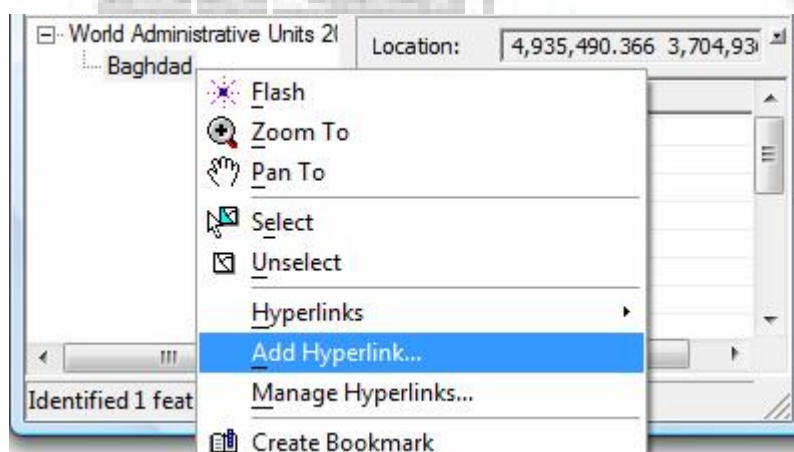 World Administrative Units 2
Location:
4,935,490.366 3,704,93
Baghdad
Flash
Zoom To
Pan To
Select
Unselect
Hyperlinks
Add Hyperlink...
Manage Hyperlinks...
Identified 1 feat
Create Bookmark